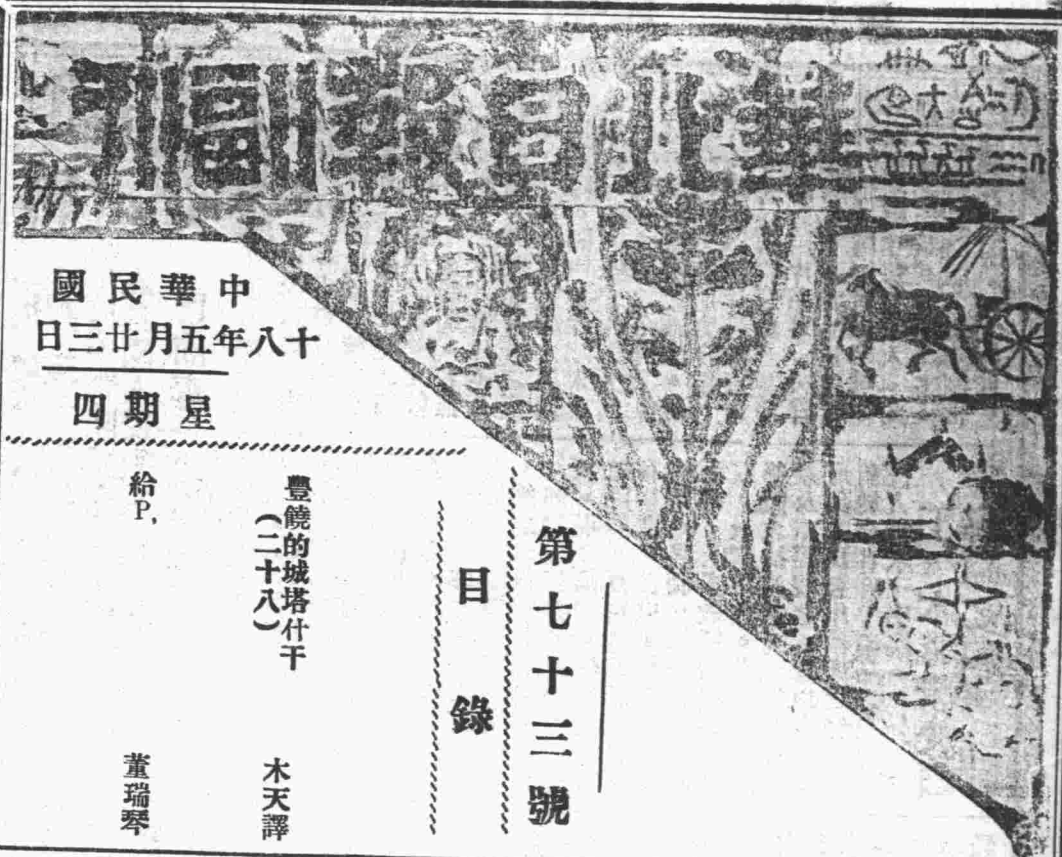 華北日報副刊
中華民國
十八年五月廿三日
星期四
第七十三號
目錄
豐饒的城塔什干
(二十八)
木天譯
給P,
董瑞琴